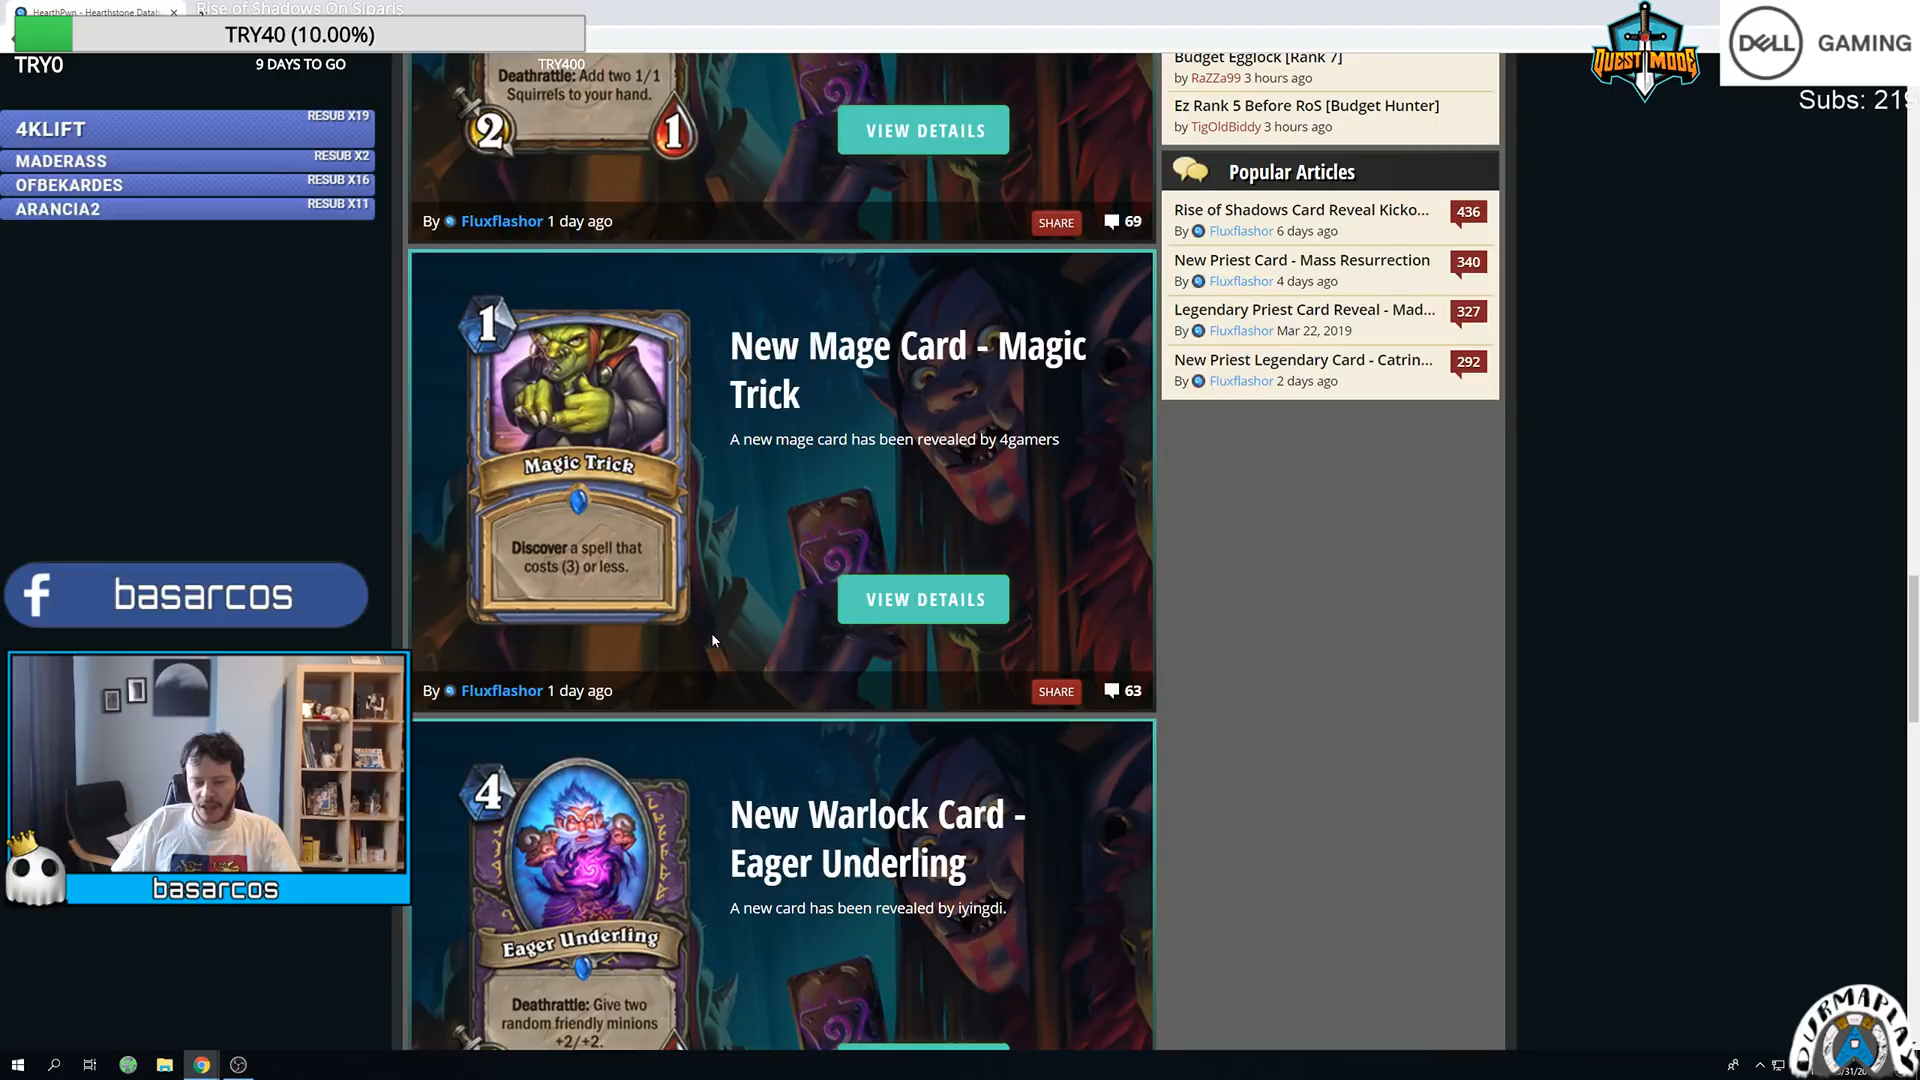 HearthPwn - Hearthstone Datab
Rise of Shadows On Siparis
TRY40 (10.00%)
TRY0
9 DAYS TO GO
TRY400
4KLIFT
RESUB X19
MADERASS
RESUB X2
OFBEKARDES
RESUB X16
ARANCIA2
RESUB X11
basarcos
basarcos
Deathrattle: Add two 1/1
Squirrels to your hand.
2
1
VIEW DETAILS
By Fluxflashor 1 day ago
SHARE
69
1
Magic Trick
Discover a spell that
costs (3) or less.
New Mage Card - Magic
Trick
A new mage card has been revealed by 4gamers
VIEW DETAILS
By Fluxflashor 1 day ago
SHARE
63
4
Eager Underling
Deathrattle: Give two
random friendly minions
+2/+2.
New Warlock Card -
Eager Underling
A new card has been revealed by iyingdi.
Budget Egglock [Rank 7]
by RaZZa99 3 hours ago
Ez Rank 5 Before RoS [Budget Hunter]
by TigOldBiddy 3 hours ago
Popular Articles
Rise of Shadows Card Reveal Kicko...
436
By Fluxflashor 6 days ago
New Priest Card - Mass Resurrection
340
By Fluxflashor 4 days ago
Legendary Priest Card Reveal - Mad...
327
By Fluxflashor Mar 22, 2019
New Priest Legendary Card - Catrin...
292
By Fluxflashor 2 days ago
QUEST MODE
DELL GAMING
Subs: 219
DURMAPLAY